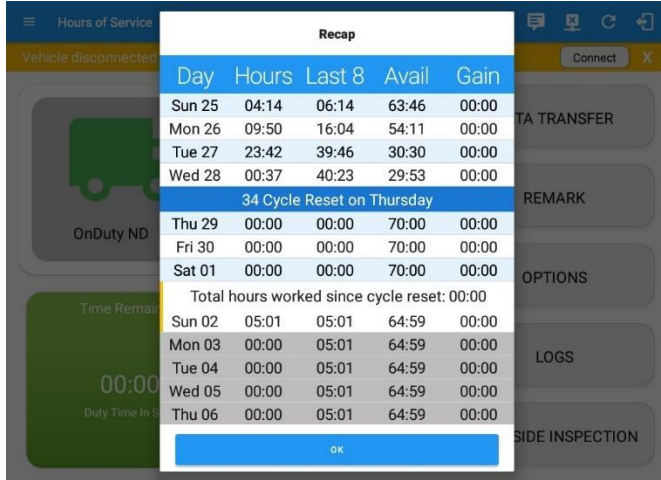 Hours of Service
Recap
Vehicle disconnected
Connect X
Day Hours Last 8 Avail Gain
Sun 25 04:14 06:14 63:46 00:00
Mon 26 09:50 16:04 54:11 00:00
Tue 27 23:42 39:46 30:30 00:00
Wed 28 00:37 40:23 29:53 00:00
34 Cycle Reset on Thursday
Thu 29 00:00 00:00 70:00 00:00
Fri 30 00:00 00:00 70:00 00:00
Sat 01 00:00 00:00 70:00 00:00
Total hours worked since cycle reset: 00:00
Sun 02 05:01 05:01 64:59 00:00
Mon 03 00:00 05:01 64:59 00:00
Tue 04 00:00 05:01 64:59 00:00
Wed 05 00:00 05:01 64:59 00:00
Thu 06 00:00 05:01 64:59 00:00
OK
OnDuty ND
Time Remain
00:00
Duty Time In S
TA TRANSFER
REMARK
OPTIONS
LOGS
SIDE INSPECTION